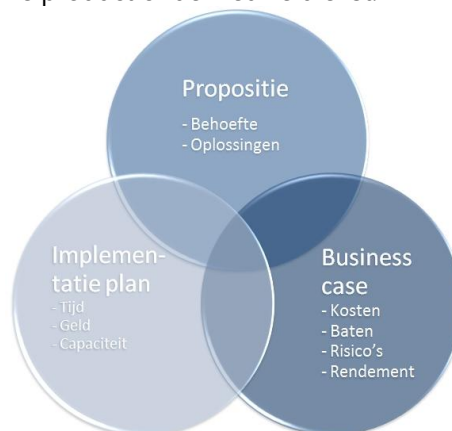 Propositie
- Behoefte
- Oplossingen
Implemen-
tatie plan
- Tijd
- Geld
- Capaciteit
Business
case
- Kosten
- Baten
- Risico's
- Rendement